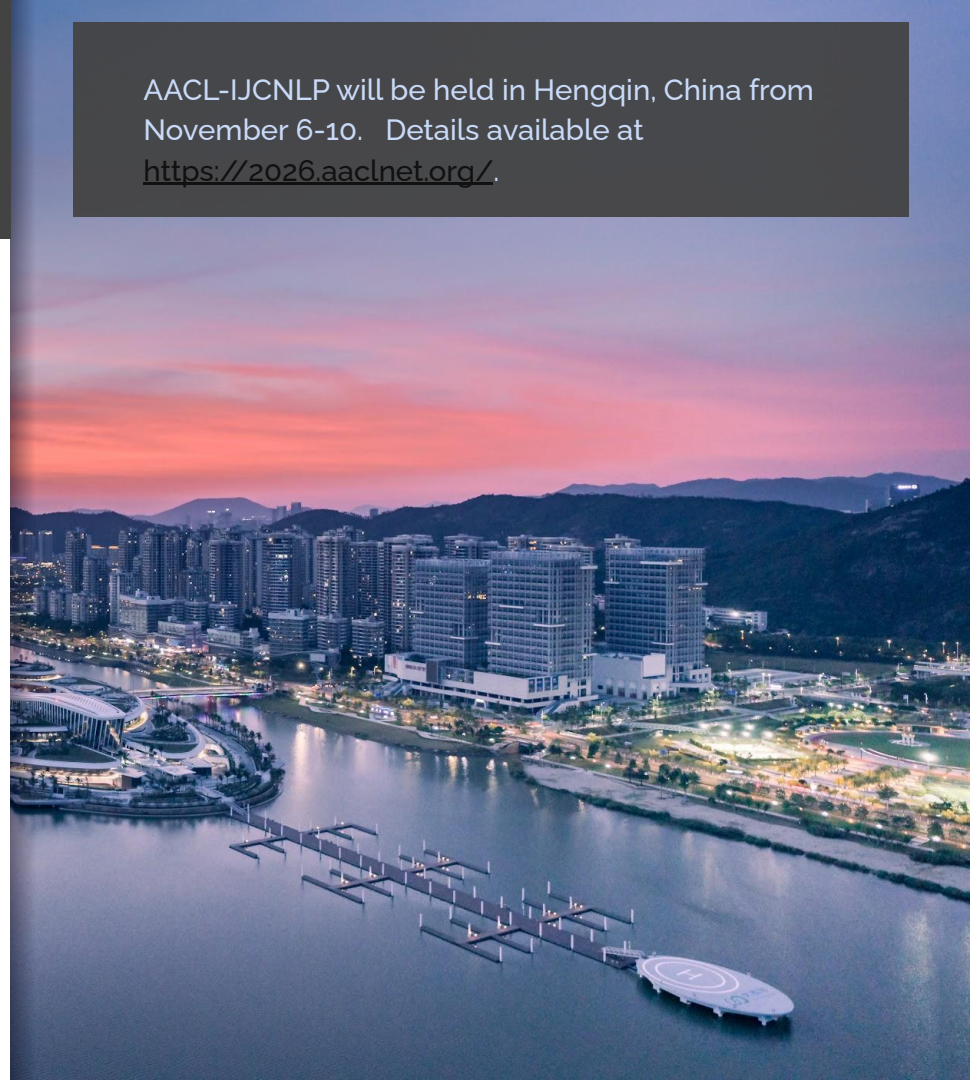 AACL-IJCNLP will be held in Hengqin, China from
November 6-10.   Details available at
https://2026.aaclnet.org/.
H